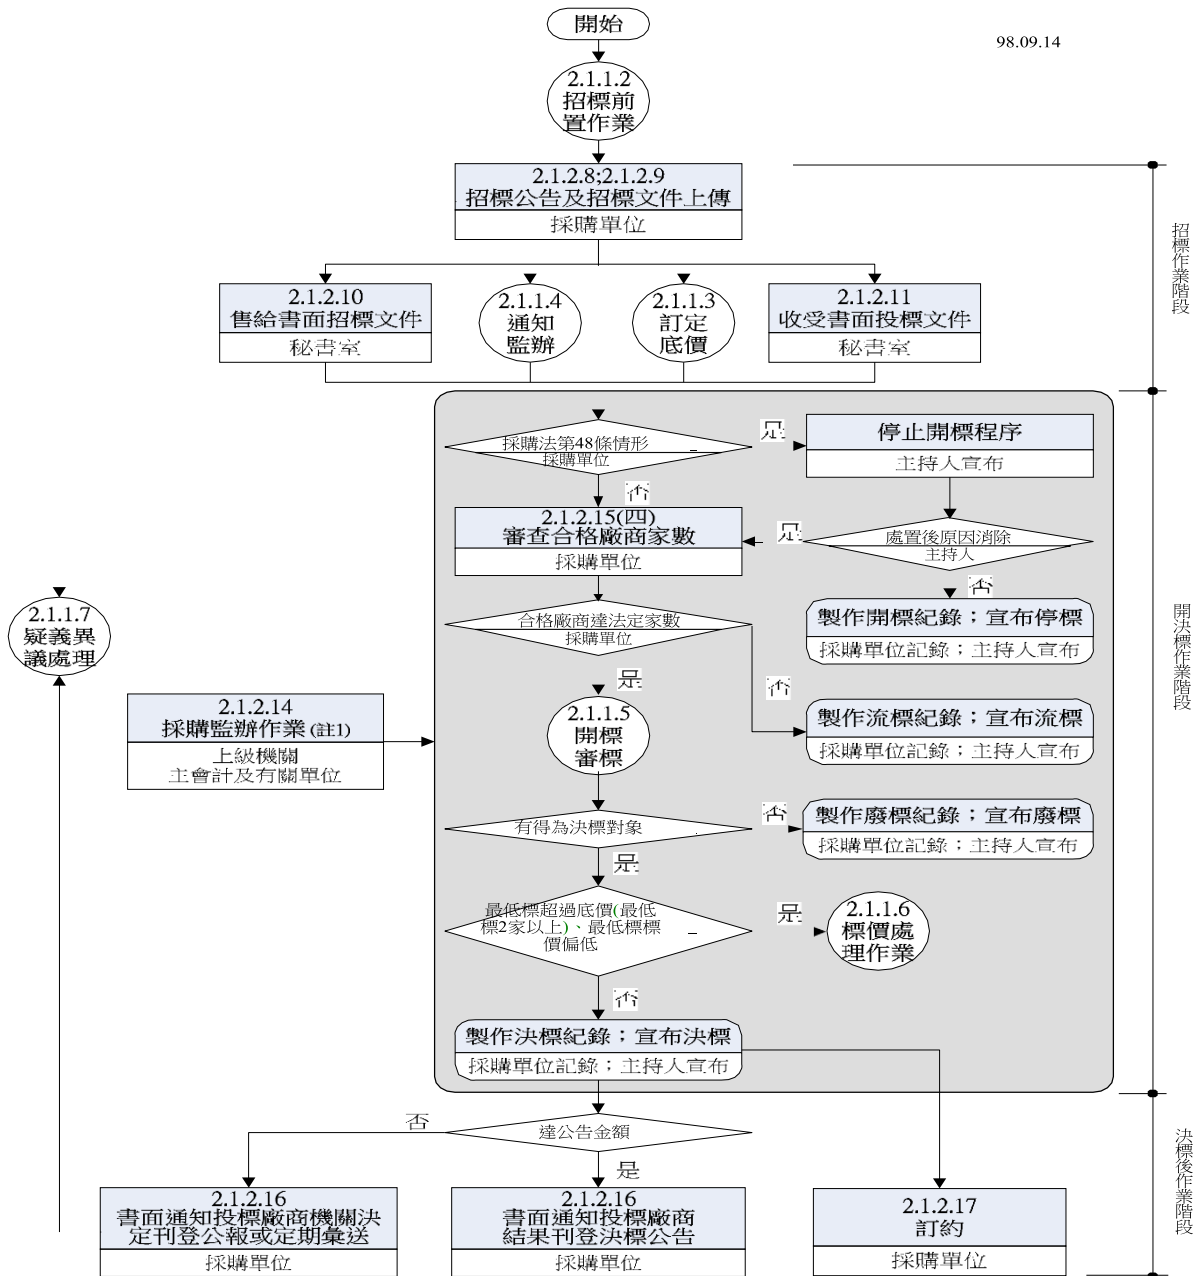 開始
98.09.14
2.1.1.2
招標前
置作業
2.1.2.8;2.1.2.9
招標公告及招標文件上傳
採購單位
招標作業階段
2.1.2.10
售給書面招標文件
秘書室
2.1.1.4
通知
監辦
2.1.1.3
訂定
底價
2.1.2.11
收受書面投標文件
秘書室
採購法第48條情形
採購單位
是
停止開標程序
主持人宣布
否
2.1.2.15(四)
審查合格廠商家數
採購單位
是
處置後原因消除
主持人
否
製作開標紀錄；宣布停標
採購單位記錄；主持人宣布
開決標作業階段
2.1.1.7
疑義異
議處理
合格廠商達法定家數
採購單位
是
否
2.1.2.14
採購監辦作業(註1)
上級機關
主會計及有關單位
2.1.1.5
開標
審標
製作流標紀錄；宣布流標
採購單位記錄；主持人宣布
有得為決標對象
否
製作廢標紀錄；宣布廢標
採購單位記錄；主持人宣布
是
最低標超過底價(最低
標2家以上)、最低標標
價偏低
是
2.1.1.6
標價處
理作業
否
製作決標紀錄；宣布決標
採購單位記錄；主持人宣布
達公告金額
否
是
決標後作業階段
2.1.2.16
書面通知投標廠商機關決
定刊登公報或定期彙送
採購單位
2.1.2.16
書面通知投標廠商
結果刊登決標公告
採購單位
2.1.2.17
訂約
採購單位